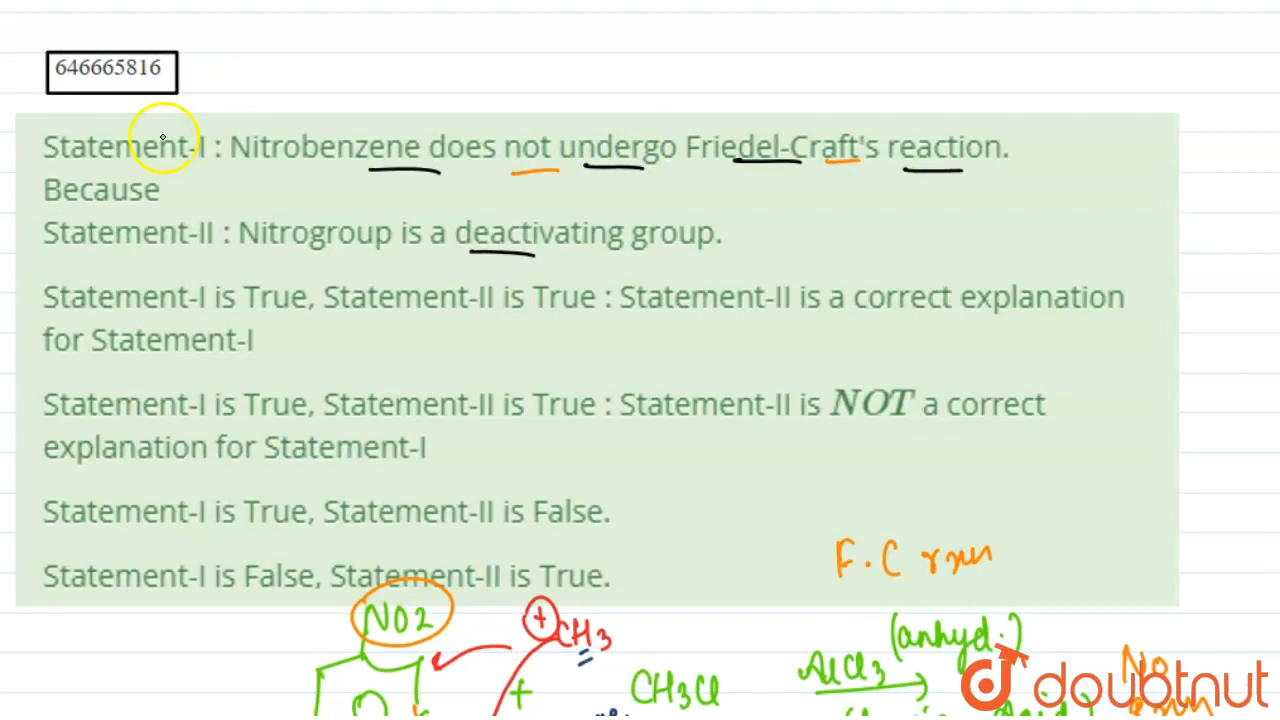 646665816
Statement-I : Nitrobenzene does not undergo Friedel-Craft's reaction.
Because
Statement-II : Nitrogroup is a deactivating group.
Statement-I is True, Statement-II is True : Statement-II is a correct explanation
for Statement-I
Statement-I is True, Statement-II is True : Statement-II is NOT a correct
explanation for Statement-I
Statement-I is True, Statement-II is False.
Statement-I is False, Statement-II is True.
F.C rxn
NO2
+
CH3
(anhyd.)
AlCl3
+
CH3Cl
No
doubtnut